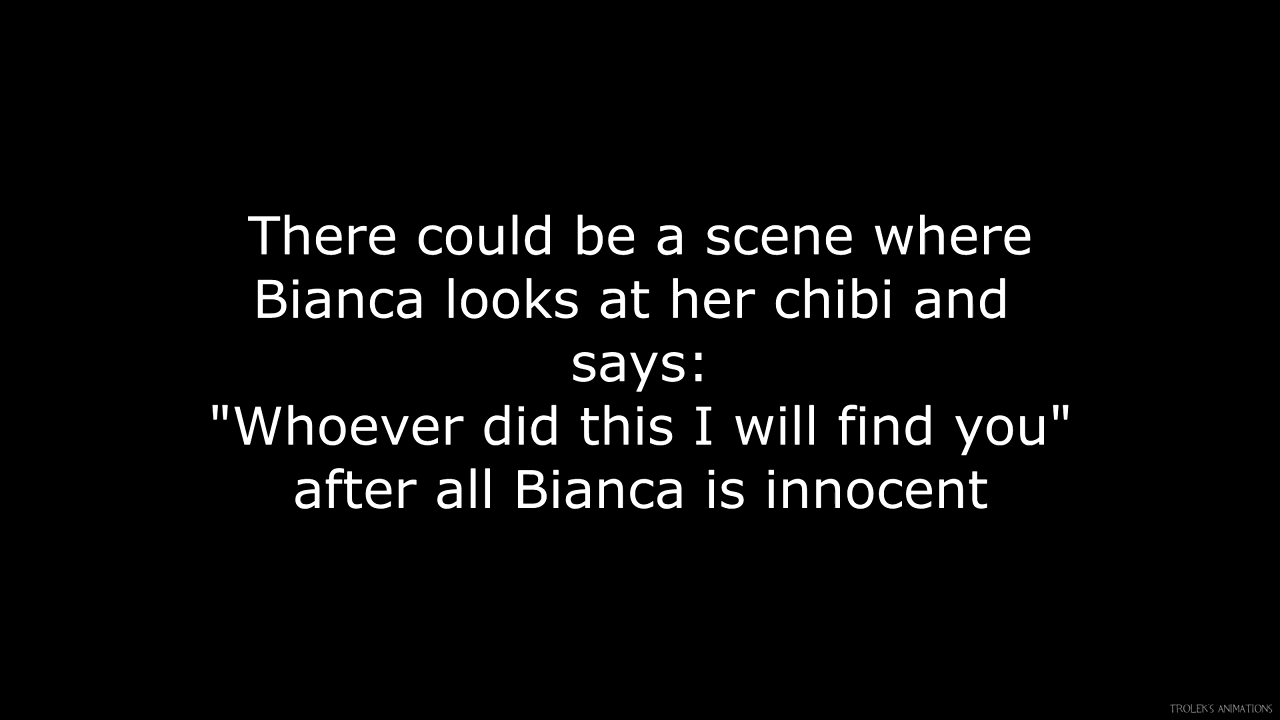 There could be a scene where
Bianca looks at her chibi and
says:
"Whoever did this I will find you"
after all Bianca is innocent
TROLEK'S ANIMATIONS